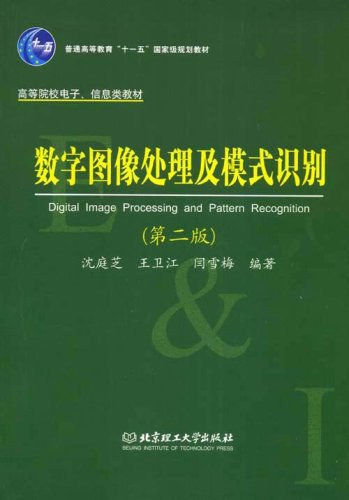 十一五
普通高等教育“十一五”国家级规划教材
高等院校电子、信息类教材
E
数字图像处理及模式识别
Digital Image Processing and Pattern Recognition
(第二版)
沈庭芝 王卫江 闫雪梅 编著
&
I
北京理工大学出版社
BEIJING INSTITUTE OF TECHNOLOGY PRESS